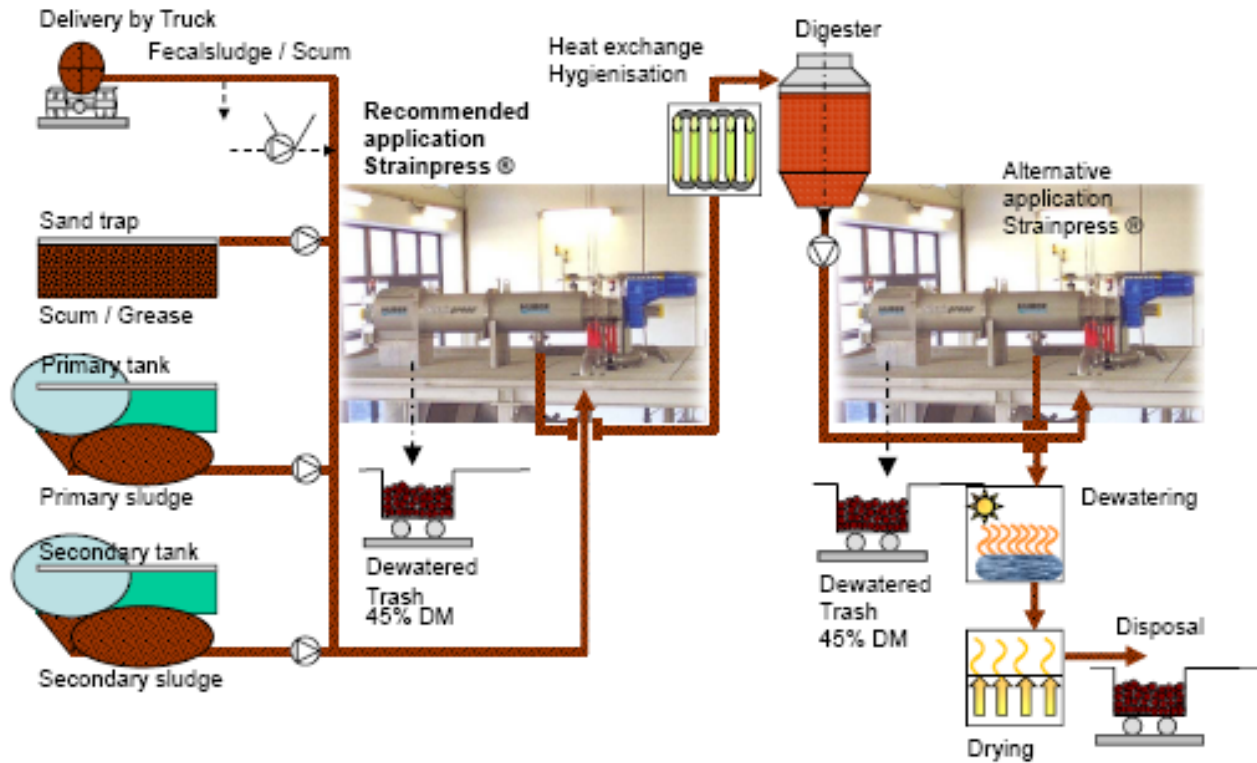 Delivery by Truck
Fecalsludge / Scum
Recommended
application
Strainpress ®
Sand trap
Scum / Grease
Primary tank
Primary sludge
Secondary tank
Secondary sludge
Dewatered
Trash
45% DM
Heat exchange
Hygienisation
Digester
Alternative
application
Strainpress ®
Dewatered
Trash
45% DM
Dewatering
Disposal
Drying
HUBER
HUBER